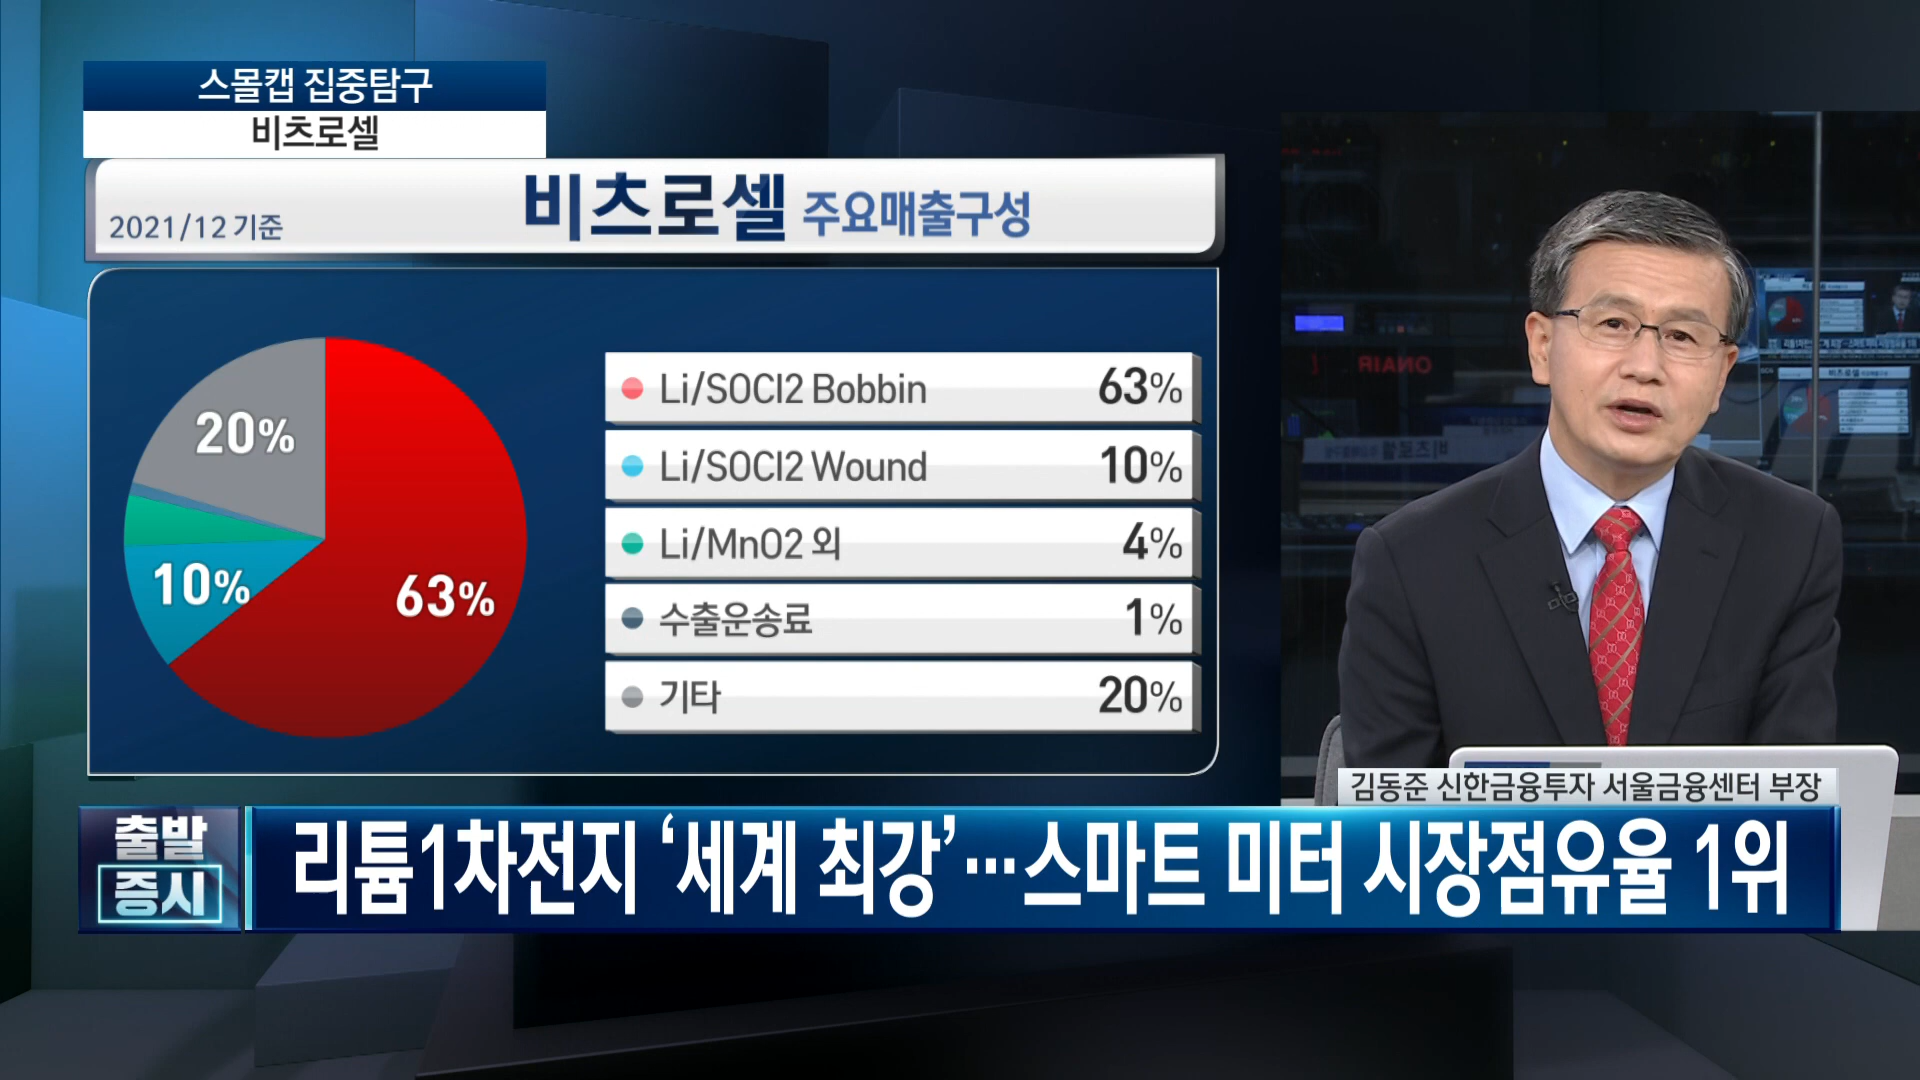 스몰캡 집중탐구
비츠로셀
2021/12 기준
비츠로셀 주요매출구성
20%
10%
63%
Li/SOCl2 Bobbin 63%
Li/SOCl2 Wound 10%
Li/MnO2 외 4%
수출운송료 1%
기타 20%
ONAIR
김동준 신한금융투자 서울금융센터 부장
출발
증시
리튬1차전지 ‘세계 최강’…스마트 미터 시장점유율 1위